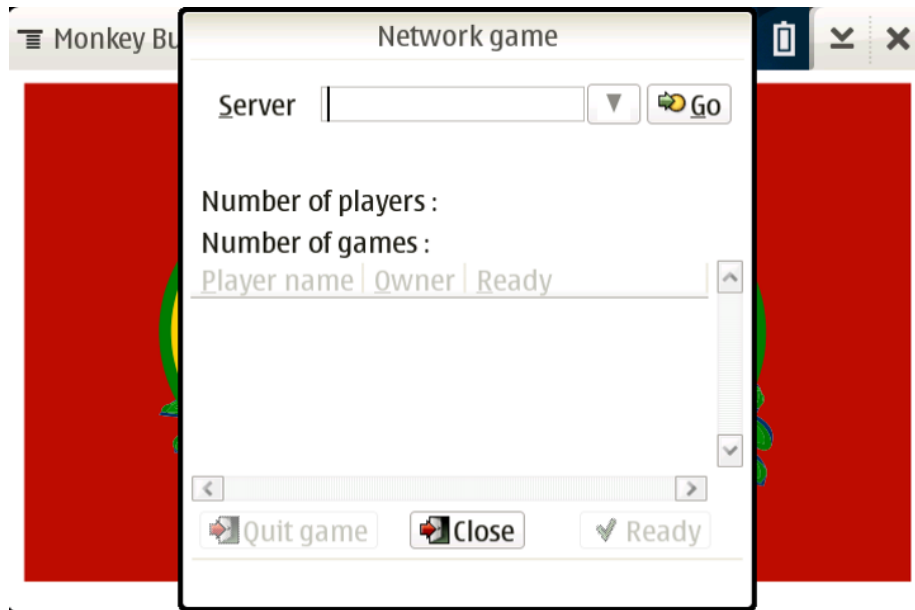 Monkey Bu
Network game
Server
Go
Number of players :
Number of games :
Player name Owner Ready
Quit game Close Ready